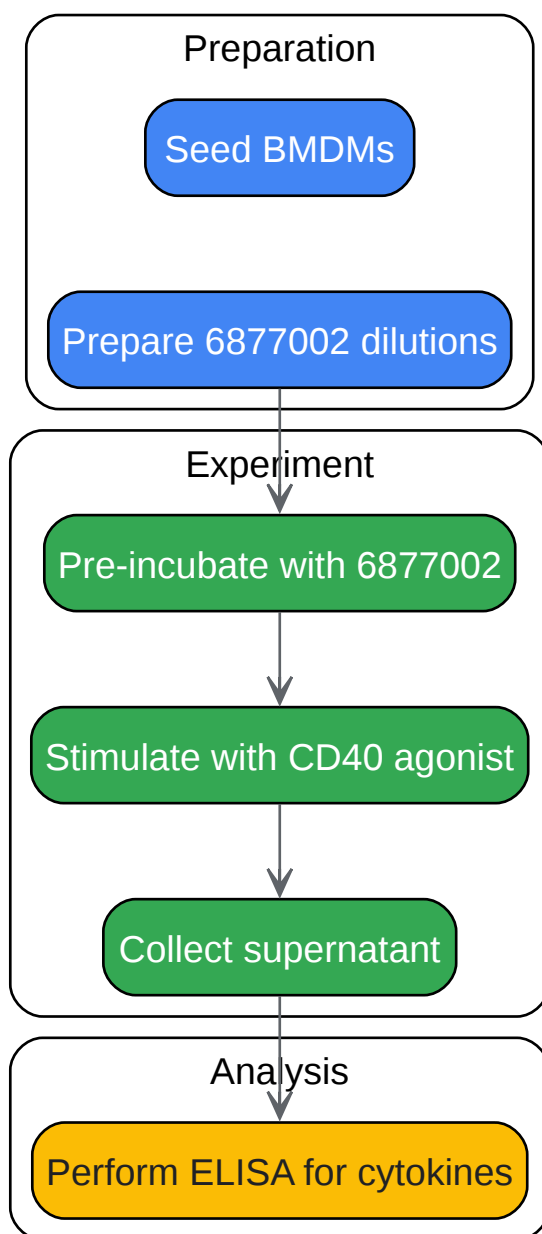 Preparation
Seed BMDMs
Prepare 6877002 dilutions
Experiment
Pre-incubate with 6877002
Stimulate with CD40 agonist
Collect supernatant
Analysis
Perform ELISA for cytokines